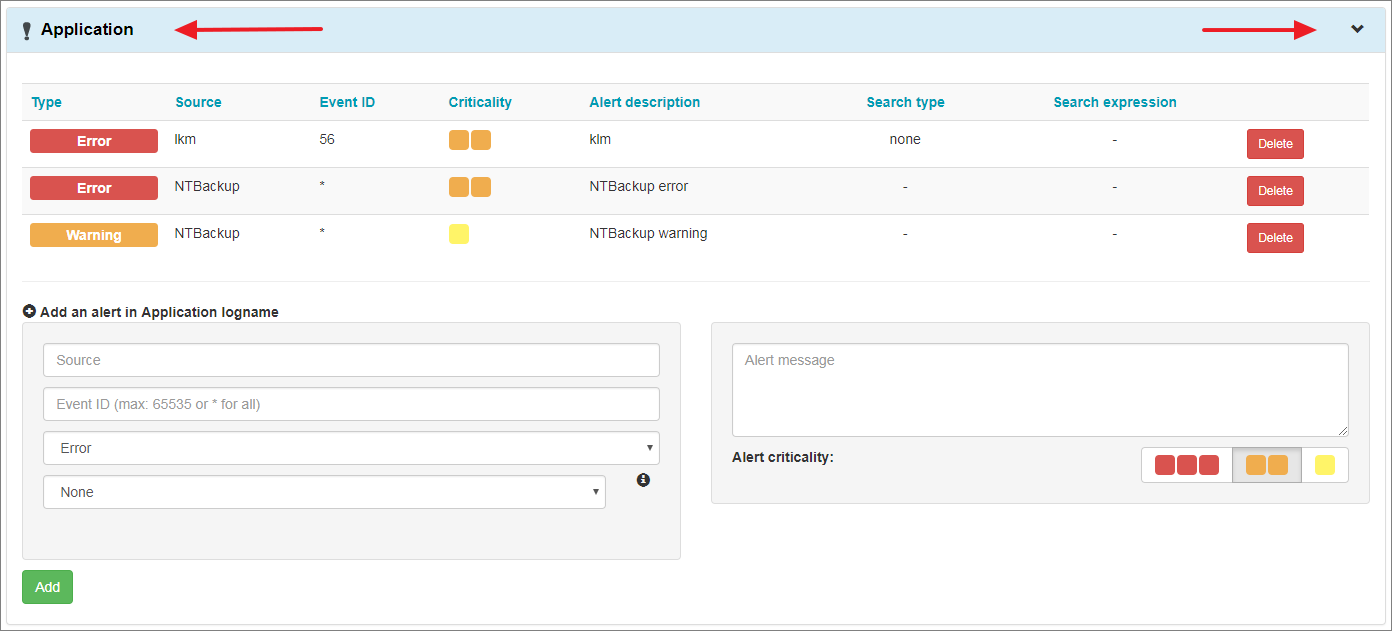 Application
Type Source Event ID Criticality Alert description Search type Search expression
Error lkm 56 klm none - Delete
Error NTBackup * NTBackup error - - Delete
Warning NTBackup * NTBackup warning - - Delete
Add an alert in Application logname
Source
Event ID (max: 65535 or * for all)
Error
None
Alert message
Alert criticality:
Add